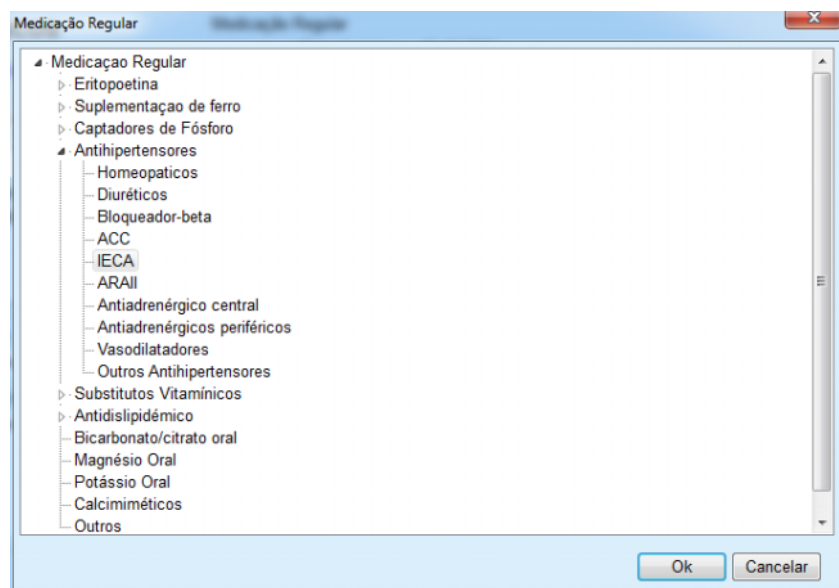 Medicação Regular
Medicação Regular
Medicaçao Regular
Eritopoetina
Suplementaçao de ferro
Captadores de Fósforo
Antihipertensores
Homeopaticos
Diuréticos
Bloqueador-beta
ACC
IECA
ARAII
Antiadrenérgico central
Antiadrenérgicos periféricos
Vasodilatadores
Outros Antihipertensores
Substitutos Vitamínicos
Antidislipidémico
Bicarbonato/citrato oral
Magnésio Oral
Potássio Oral
Calcimiméticos
Outros
Ok Cancelar